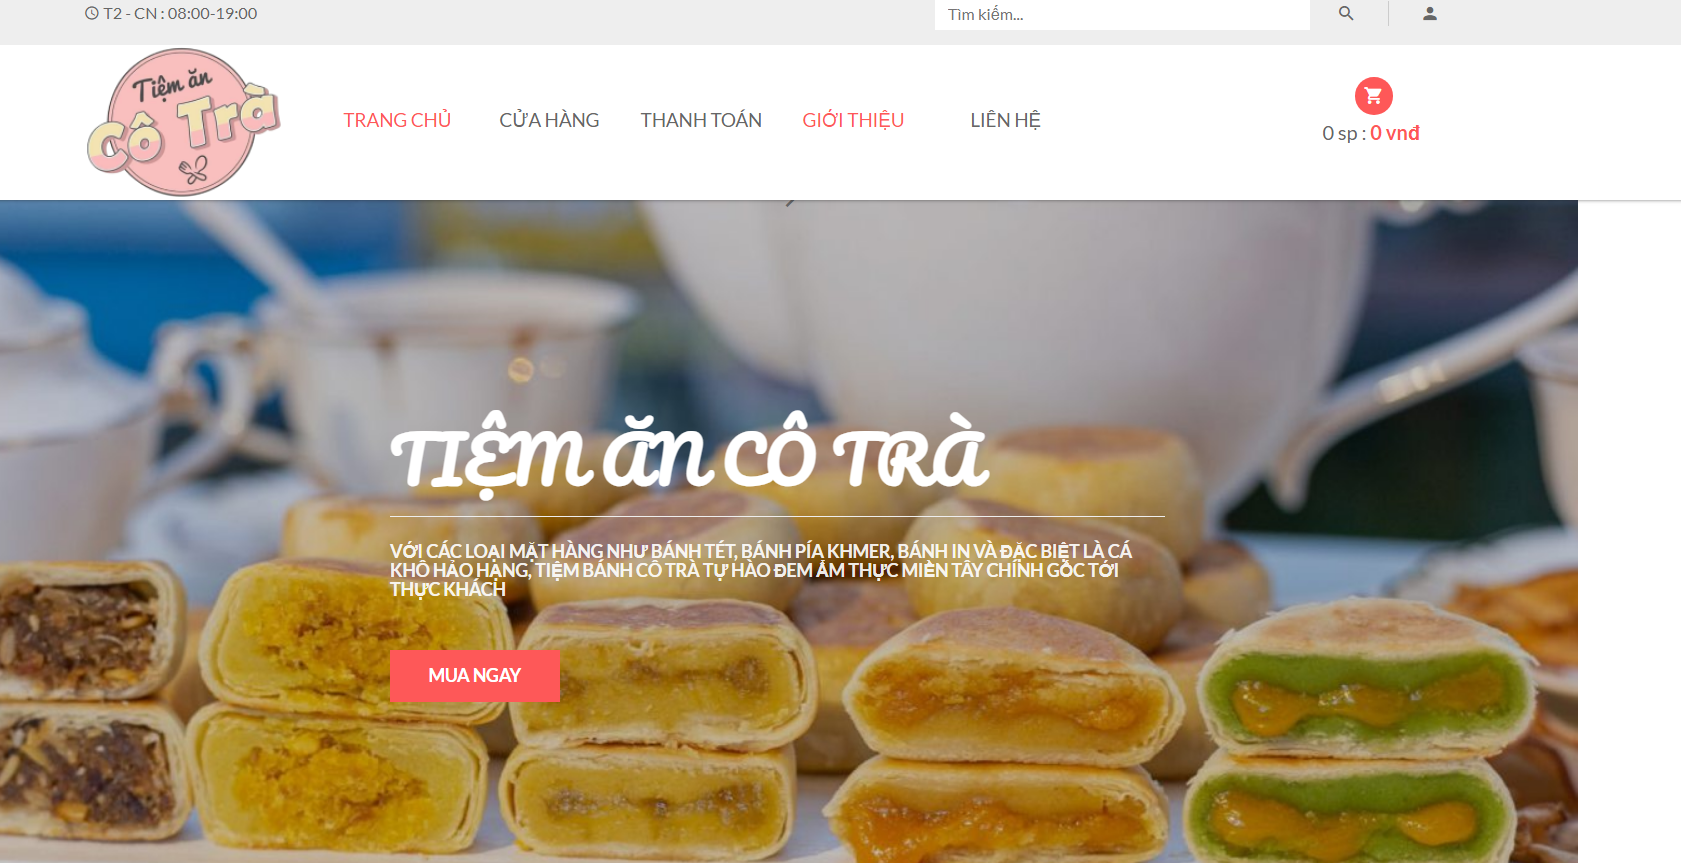 T2 - CN : 08:00-19:00
Tìm kiếm...
Tiệm ăn
Cô Trà
TRANG CHỦ
CỬA HÀNG
THANH TOÁN
GIỚI THIỆU
LIÊN HỆ
0 sp : 0 vnđ
TIỆM ĂN CÔ TRÀ
VỚI CÁC LOẠI MẶT HÀNG NHƯ BÁNH TÉT, BÁNH PÍA KHMER, BÁNH IN VÀ ĐẶC BIỆT LÀ CÁ
KHÔ HẢO HẠNG, TIỆM BÁNH CÔ TRÀ TỰ HÀO ĐEM ẨM THỰC MIỀN TÂY CHÍNH GỐC TỚI
THỰC KHÁCH
MUA NGAY